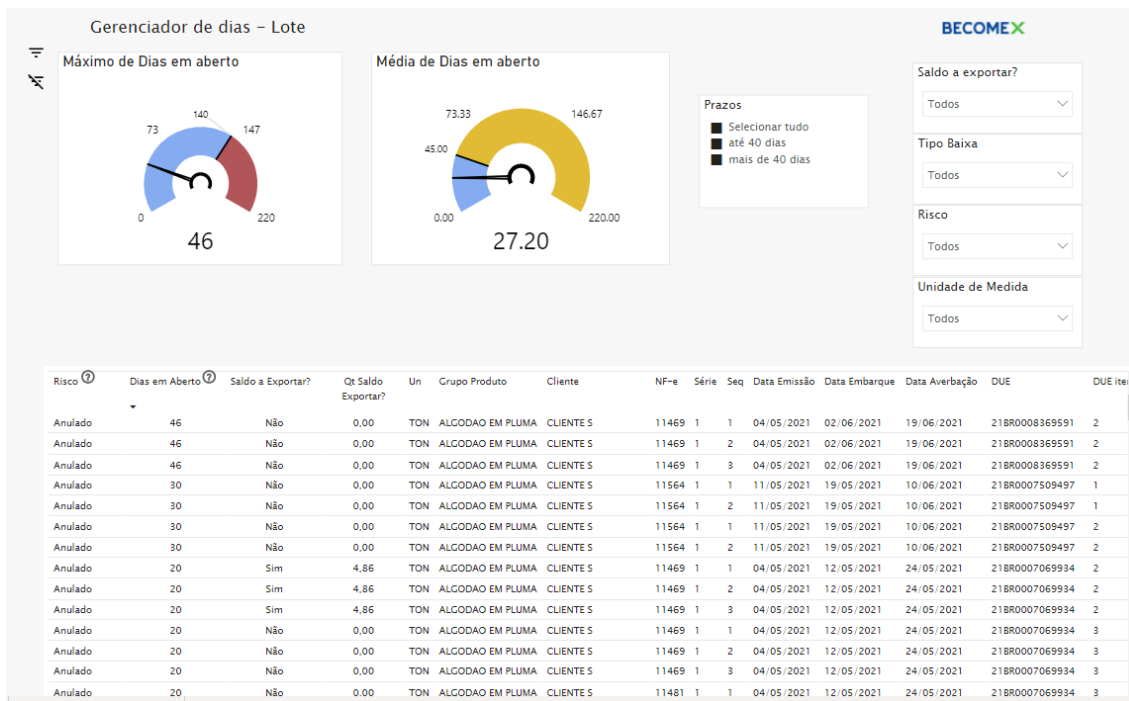 Gerenciador de dias - Lote
BECOMEX
Máximo de Dias em aberto
73
140
147
0
220
46
Média de Dias em aberto
73.33
146.67
45.00
0.00
220.00
27.20
Prazos
Selecionar tudo
até 40 dias
mais de 40 dias
Saldo a exportar?
Todos
Tipo Baixa
Todos
Risco
Todos
Unidade de Medida
Todos
Risco ? Dias em Aberto ? Saldo a Exportar? Qt Saldo Exportar? Un Grupo Produto Cliente NF-e Série Seq Data Emissão Data Embarque Data Averbação DUE DUE ite
Anulado 46 Não 0,00 TON ALGODAO EM PLUMA CLIENTE S 11469 1 1 04/05/2021 02/06/2021 19/06/2021 21BR0008369591 2
Anulado 46 Não 0,00 TON ALGODAO EM PLUMA CLIENTE S 11469 1 2 04/05/2021 02/06/2021 19/06/2021 21BR0008369591 2
Anulado 46 Não 0,00 TON ALGODAO EM PLUMA CLIENTE S 11469 1 3 04/05/2021 02/06/2021 19/06/2021 21BR0008369591 2
Anulado 30 Não 0,00 TON ALGODAO EM PLUMA CLIENTE S 11564 1 1 11/05/2021 19/05/2021 10/06/2021 21BR0007509497 1
Anulado 30 Não 0,00 TON ALGODAO EM PLUMA CLIENTE S 11564 1 2 11/05/2021 19/05/2021 10/06/2021 21BR0007509497 1
Anulado 30 Não 0,00 TON ALGODAO EM PLUMA CLIENTE S 11564 1 1 11/05/2021 19/05/2021 10/06/2021 21BR0007509497 2
Anulado 30 Não 0,00 TON ALGODAO EM PLUMA CLIENTE S 11564 1 2 11/05/2021 19/05/2021 10/06/2021 21BR0007509497 2
Anulado 20 Sim 4,86 TON ALGODAO EM PLUMA CLIENTE S 11469 1 1 04/05/2021 12/05/2021 24/05/2021 21BR0007069934 2
Anulado 20 Sim 4,86 TON ALGODAO EM PLUMA CLIENTE S 11469 1 2 04/05/2021 12/05/2021 24/05/2021 21BR0007069934 2
Anulado 20 Sim 4,86 TON ALGODAO EM PLUMA CLIENTE S 11469 1 3 04/05/2021 12/05/2021 24/05/2021 21BR0007069934 2
Anulado 20 Não 0,00 TON ALGODAO EM PLUMA CLIENTE S 11469 1 1 04/05/2021 12/05/2021 24/05/2021 21BR0007069934 3
Anulado 20 Não 0,00 TON ALGODAO EM PLUMA CLIENTE S 11469 1 2 04/05/2021 12/05/2021 24/05/2021 21BR0007069934 3
Anulado 20 Não 0,00 TON ALGODAO EM PLUMA CLIENTE S 11469 1 3 04/05/2021 12/05/2021 24/05/2021 21BR0007069934 3
Anulado 20 Não 0,00 TON ALGODAO EM PLUMA CLIENTE S 11481 1 1 04/05/2021 12/05/2021 24/05/2021 21BR0007069934 3